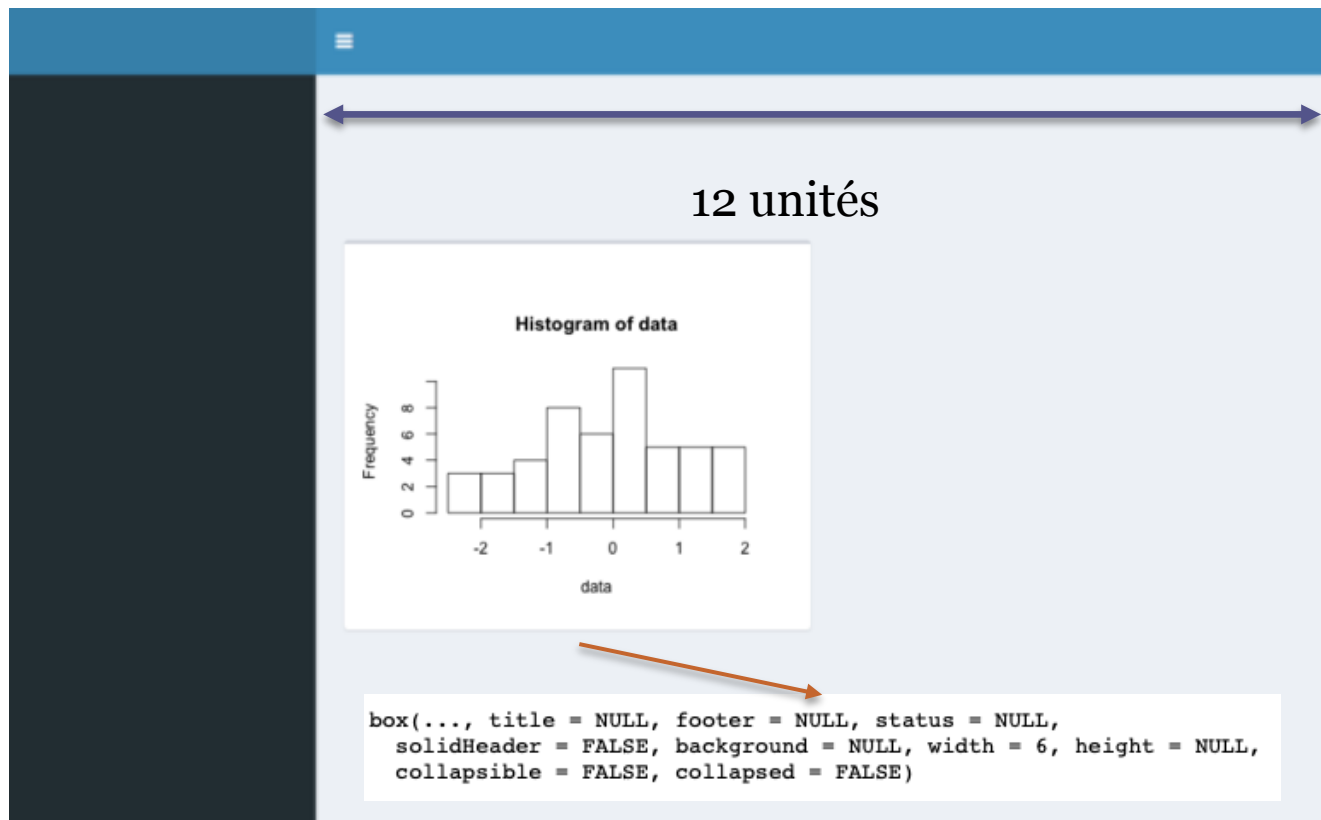 12 unités
Histogram of data
Frequency
0 2 4 6 8
-2 -1 0 1 2
data
box(..., title = NULL, footer = NULL, status = NULL,
solidHeader = FALSE, background = NULL, width = 6, height = NULL,
collapsible = FALSE, collapsed = FALSE)